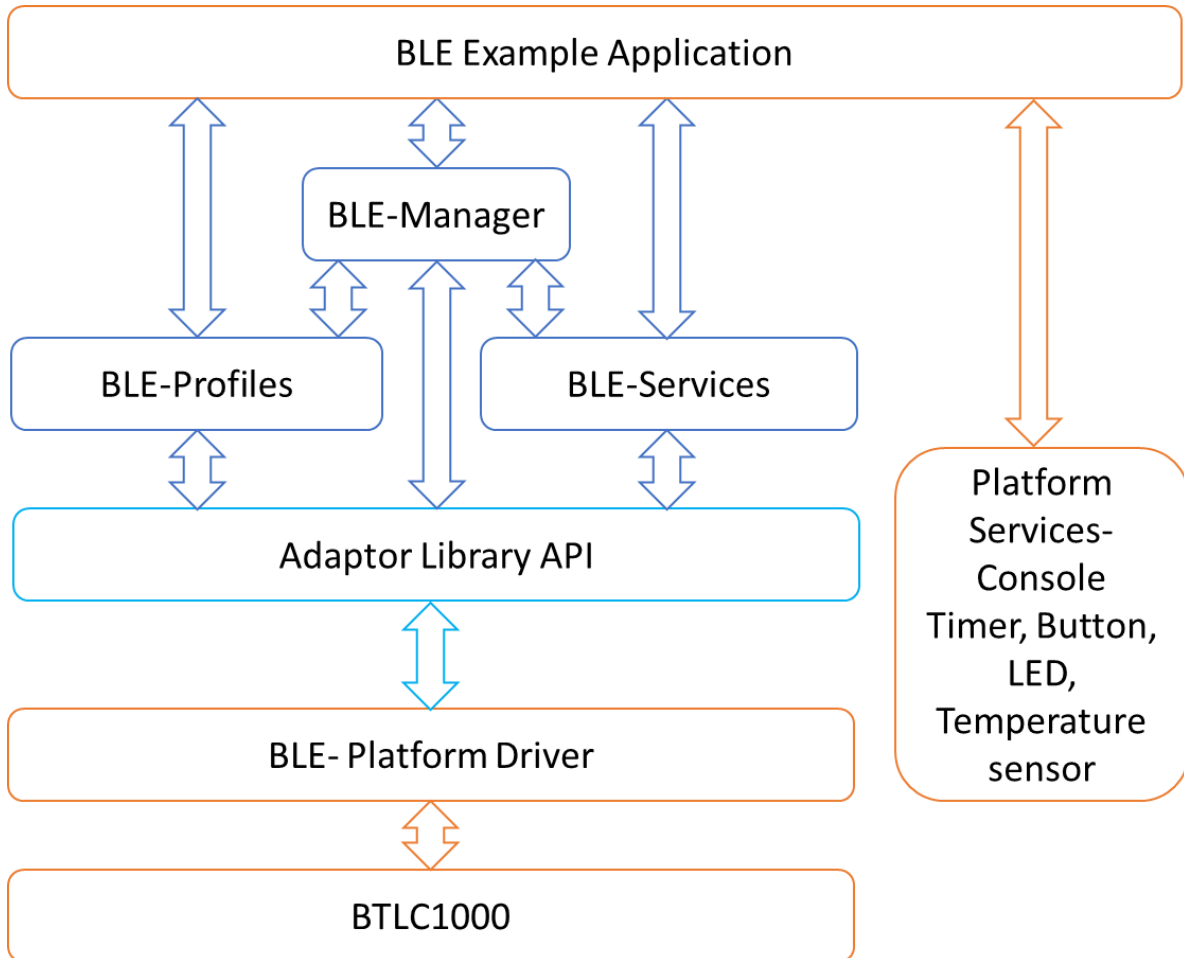 BLE Example Application
BLE-Manager
BLE-Profiles
BLE-Services
Adaptor Library API
Platform
Services-
Console
Timer, Button,
LED,
Temperature
sensor
BLE- Platform Driver
BTLC1000